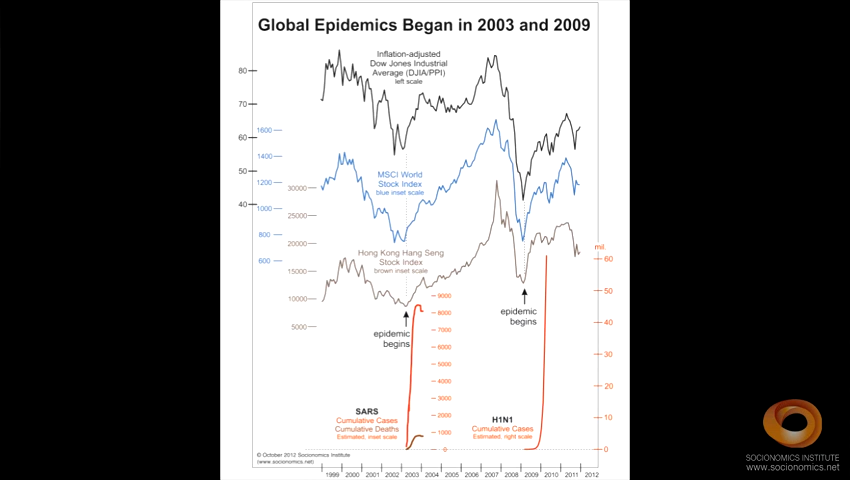 Global Epidemics Began in 2003 and 2009
Inflation-adjusted
Dow Jones Industrial
Average (DJIA/PPI)
left scale
80
70
60
50
40
1600
1400
1200
1000
800
600
MSCI World
Stock Index
blue inset scale
30000
25000
20000
15000
10000
5000
Hong Kong Hang Seng
Stock Index
brown inset scale
epidemic
begins
epidemic
begins
9000
8000
7000
6000
5000
4000
3000
2000
1000
0
mil.
60
50
40
30
20
10
0
SARS
Cumulative Cases
Cumulative Deaths
Estimated: inset scale
H1N1
Cumulative Cases
Estimated: right scale
© October 2012 Socionomics Institute
(www.socionomics.net)
1999 2000 2001 2002 2003 2004 2005 2006 2007 2008 2009 2010 2011 2012
SOCIONOMICS INSTITUTE
www.socionomics.net